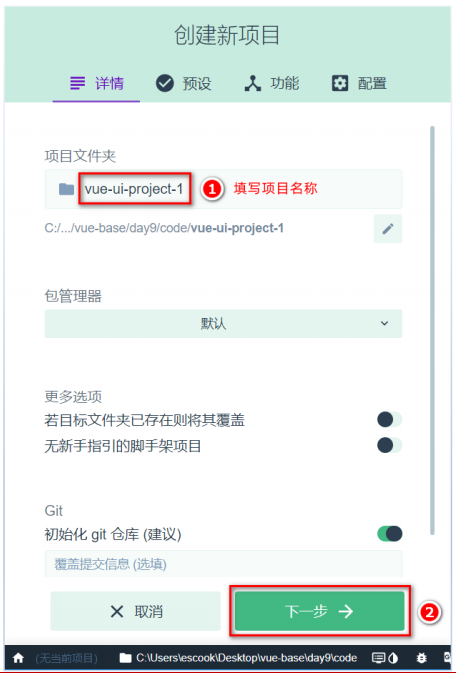 创建新项目
详情 预设 功能 配置
项目文件夹
vue-ui-project-1 1 填写项目名称
C:/.../vue-base/day9/code/vue-ui-project-1
包管理器
默认
更多选项
若目标文件夹已存在则将其覆盖
无新手指引的脚手架项目
Git
初始化 git 仓库 (建议)
覆盖提交信息 (选填)
取消 下一步 2
(无当前项目) C:\Users\escook\Desktop\vue-base\day9\code